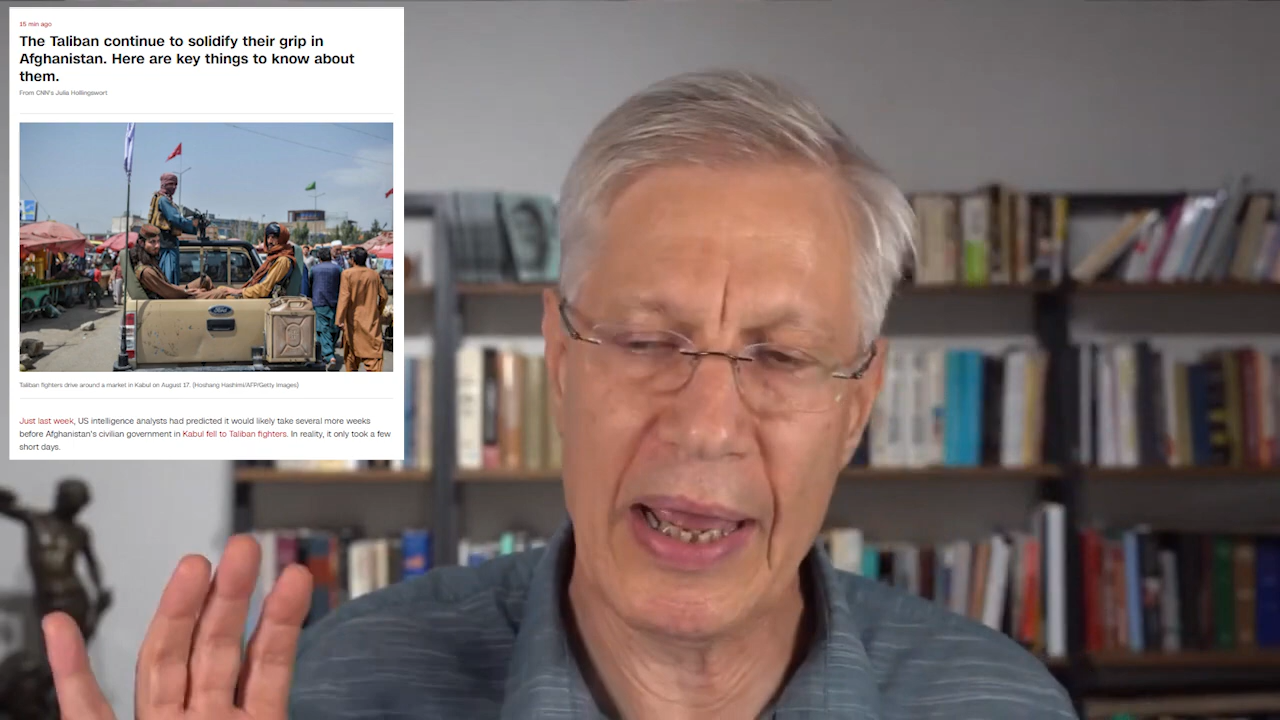 15 min ago
The Taliban continue to solidify their grip in
Afghanistan. Here are key things to know about
them.
From CNN's Julia Hollingswort
Ford
Taliban fighters drive around a market in Kabul on August 17. (Hoshang Hashimi/AFP/Getty Images)
Just last week, US intelligence analysts had predicted it would likely take several more weeks
before Afghanistan's civilian government in Kabul fell to Taliban fighters. In reality, it only took a few
short days.